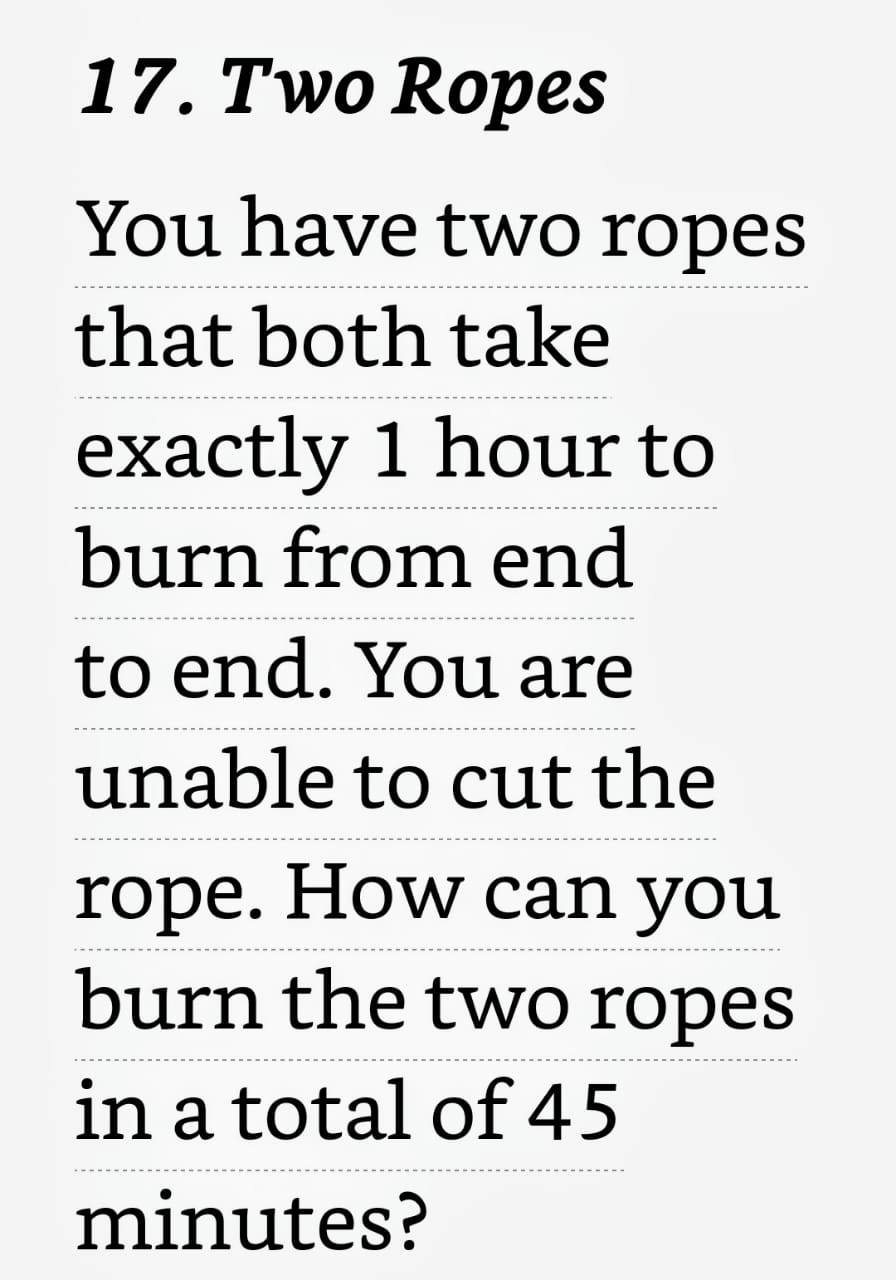 17. Two Ropes
You have two ropes
that both take
exactly 1 hour to
burn from end
to end. You are
unable to cut the
rope. How can you
burn the two ropes
in a total of 45
minutes?